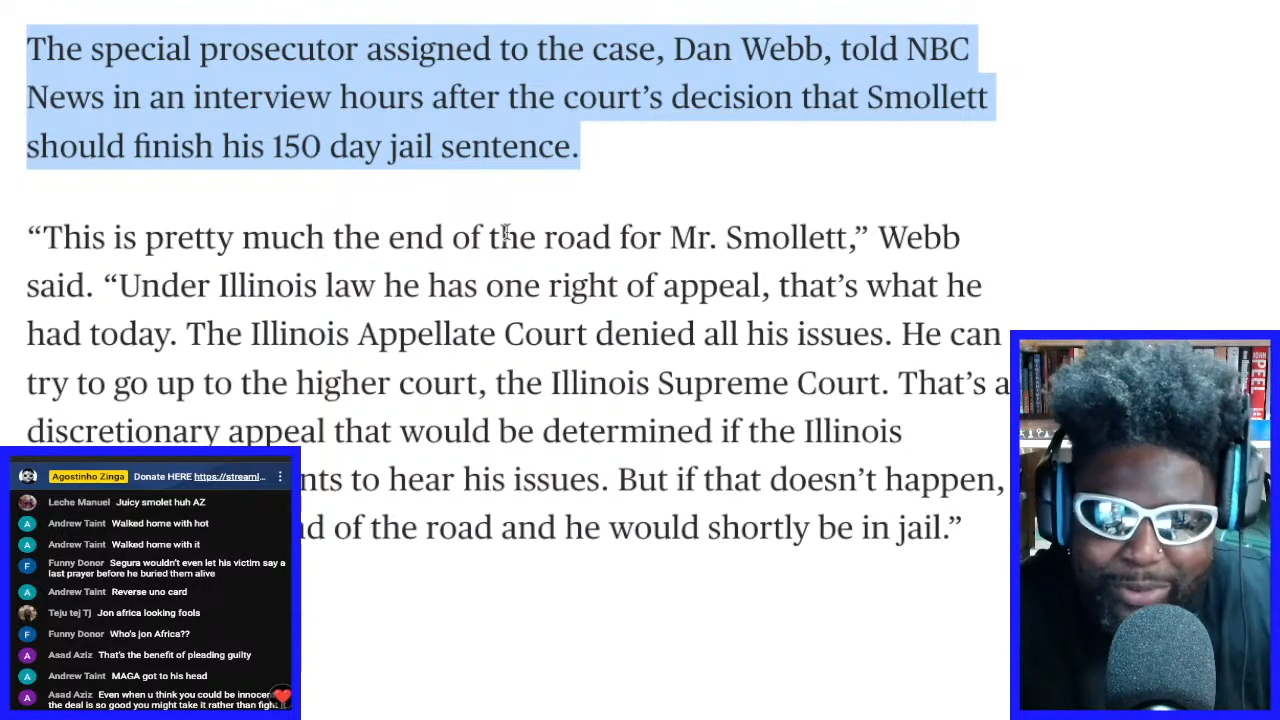 The special prosecutor assigned to the case, Dan Webb, told NBC
News in an interview hours after the court’s decision that Smollett
should finish his 150 day jail sentence.
“This is pretty much the end of the road for Mr. Smollett,” Webb
said. “Under Illinois law he has one right of appeal, that’s what he
had today. The Illinois Appellate Court denied all his issues. He can
try to go up to the higher court, the Illinois Supreme Court. That’s a
discretionary appeal that would be determined if the Illinois
to hear his issues. But if that doesn’t happen,
of the road and he would shortly be in jail.”
Agostinho Zinga Donate HERE https://streaml...
Leche Manuel Juicy smolet huh AZ
A Andrew Taint Walked home with hot
A Andrew Taint Walked home with it
F Funny Donor Segura wouldn't even let his victim say a
last prayer before he buried them alive
A Andrew Taint Reverse uno card
Teju tej Tj Jon africa looking fools
F Funny Donor Who's jon Africa??
A Asad Aziz That's the benefit of pleading guilty
A Andrew Taint MAGA got to his head
A Asad Aziz Even when u think you could be innocent
the deal is so good you might take it rather than fight
PEEL